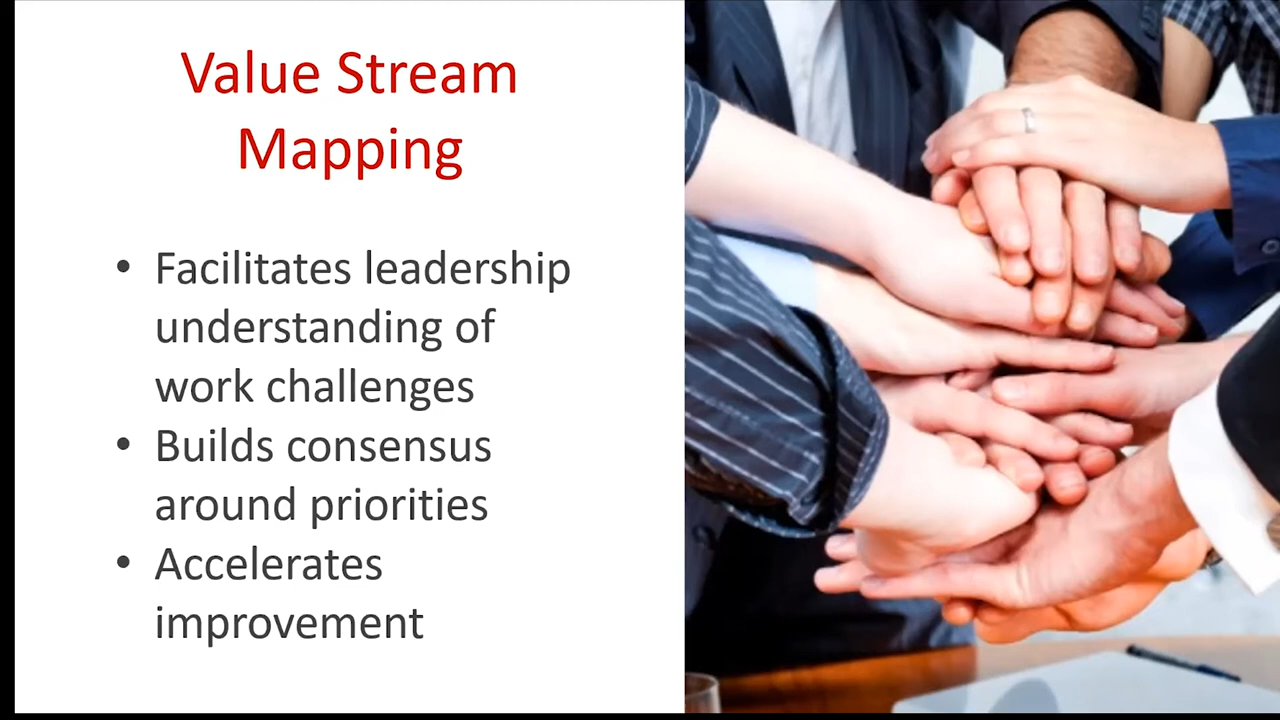 Value Stream
Mapping
• Facilitates leadership
understanding of
work challenges
• Builds consensus
around priorities
• Accelerates
improvement